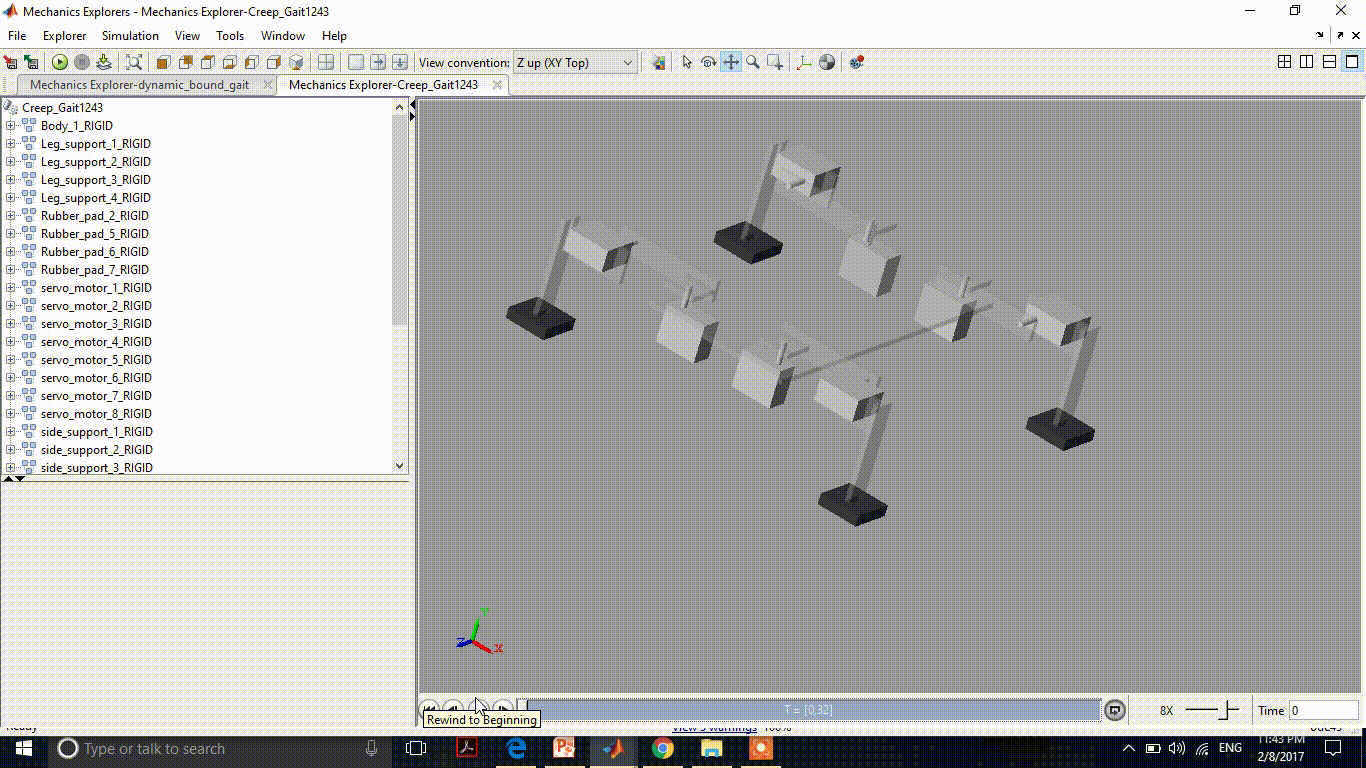 Mechanics Explorers - Mechanics Explorer-Creep_Gait1243
File Explorer Simulation View Tools Window Help
View convention: Z up (XY Top)
Mechanics Explorer-dynamic_bound_gait Mechanics Explorer-Creep_Gait1243
Creep_Gait1243
Body_1_RIGID
Leg_support_1_RIGID
Leg_support_2_RIGID
Leg_support_3_RIGID
Leg_support_4_RIGID
Rubber_pad_2_RIGID
Rubber_pad_5_RIGID
Rubber_pad_6_RIGID
Rubber_pad_7_RIGID
servo_motor_1_RIGID
servo_motor_2_RIGID
servo_motor_3_RIGID
servo_motor_4_RIGID
servo_motor_5_RIGID
servo_motor_6_RIGID
servo_motor_7_RIGID
servo_motor_8_RIGID
side_support_1_RIGID
side_support_2_RIGID
side_support_3_RIGID
Y
Z X
T = [0,32] 8X Time 0
Rewind to Beginning
Ready View 5 warnings 100%
Type or talk to search
ENG
11:43 PM
2/8/2017